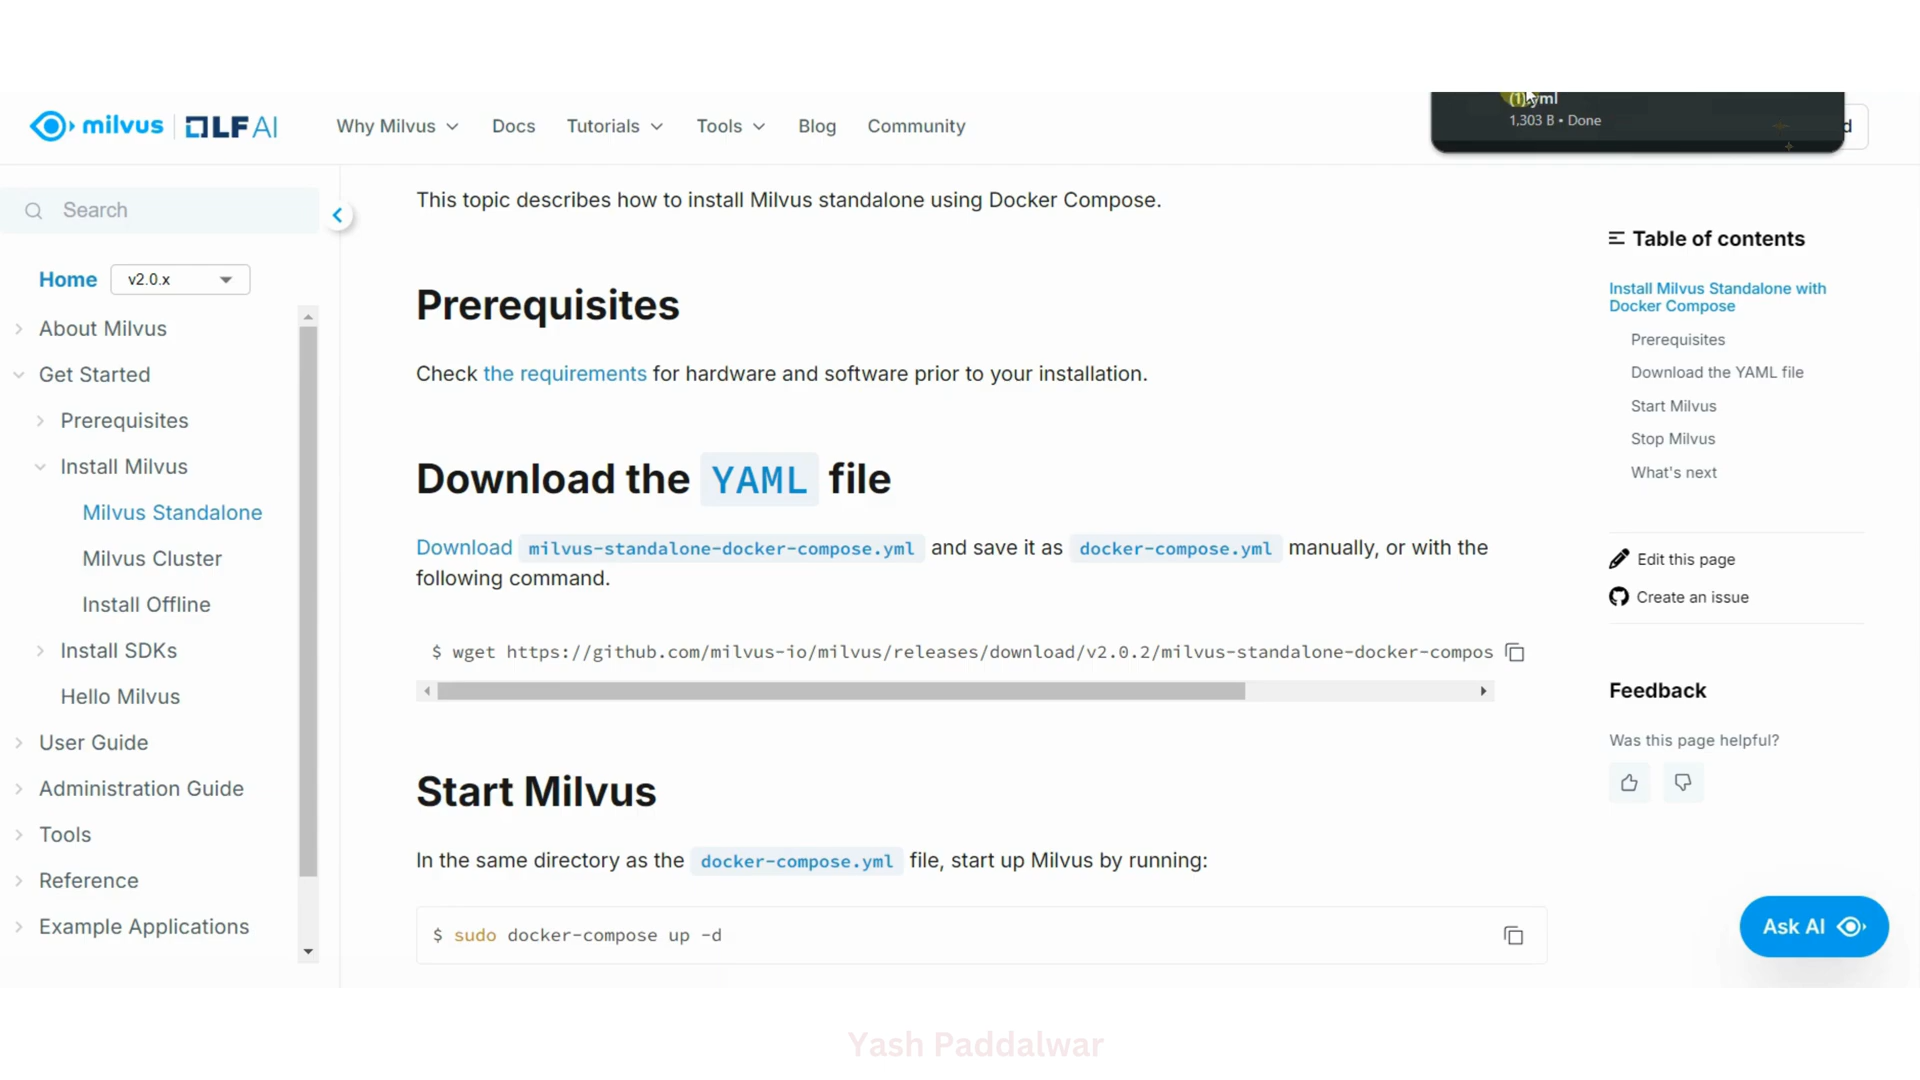 milvus
LF AI
Why Milvus
Docs
Tutorials
Tools
Blog
Community
(1).yml
1,303 B • Done
d
Search
Home
v2.0.x
About Milvus
Get Started
Prerequisites
Install Milvus
Milvus Standalone
Milvus Cluster
Install Offline
Install SDKs
Hello Milvus
User Guide
Administration Guide
Tools
Reference
Example Applications
This topic describes how to install Milvus standalone using Docker Compose.
Prerequisites
Check the requirements for hardware and software prior to your installation.
Download the YAML file
Download milvus-standalone-docker-compose.yml and save it as docker-compose.yml manually, or with the
following command.
$ wget https://github.com/milvus-io/milvus/releases/download/v2.0.2/milvus-standalone-docker-compos
Start Milvus
In the same directory as the docker-compose.yml file, start up Milvus by running:
$ sudo docker-compose up -d
Table of contents
Install Milvus Standalone with
Docker Compose
Prerequisites
Download the YAML file
Start Milvus
Stop Milvus
What's next
Edit this page
Create an issue
Feedback
Was this page helpful?
Ask AI
Yash Paddalwar